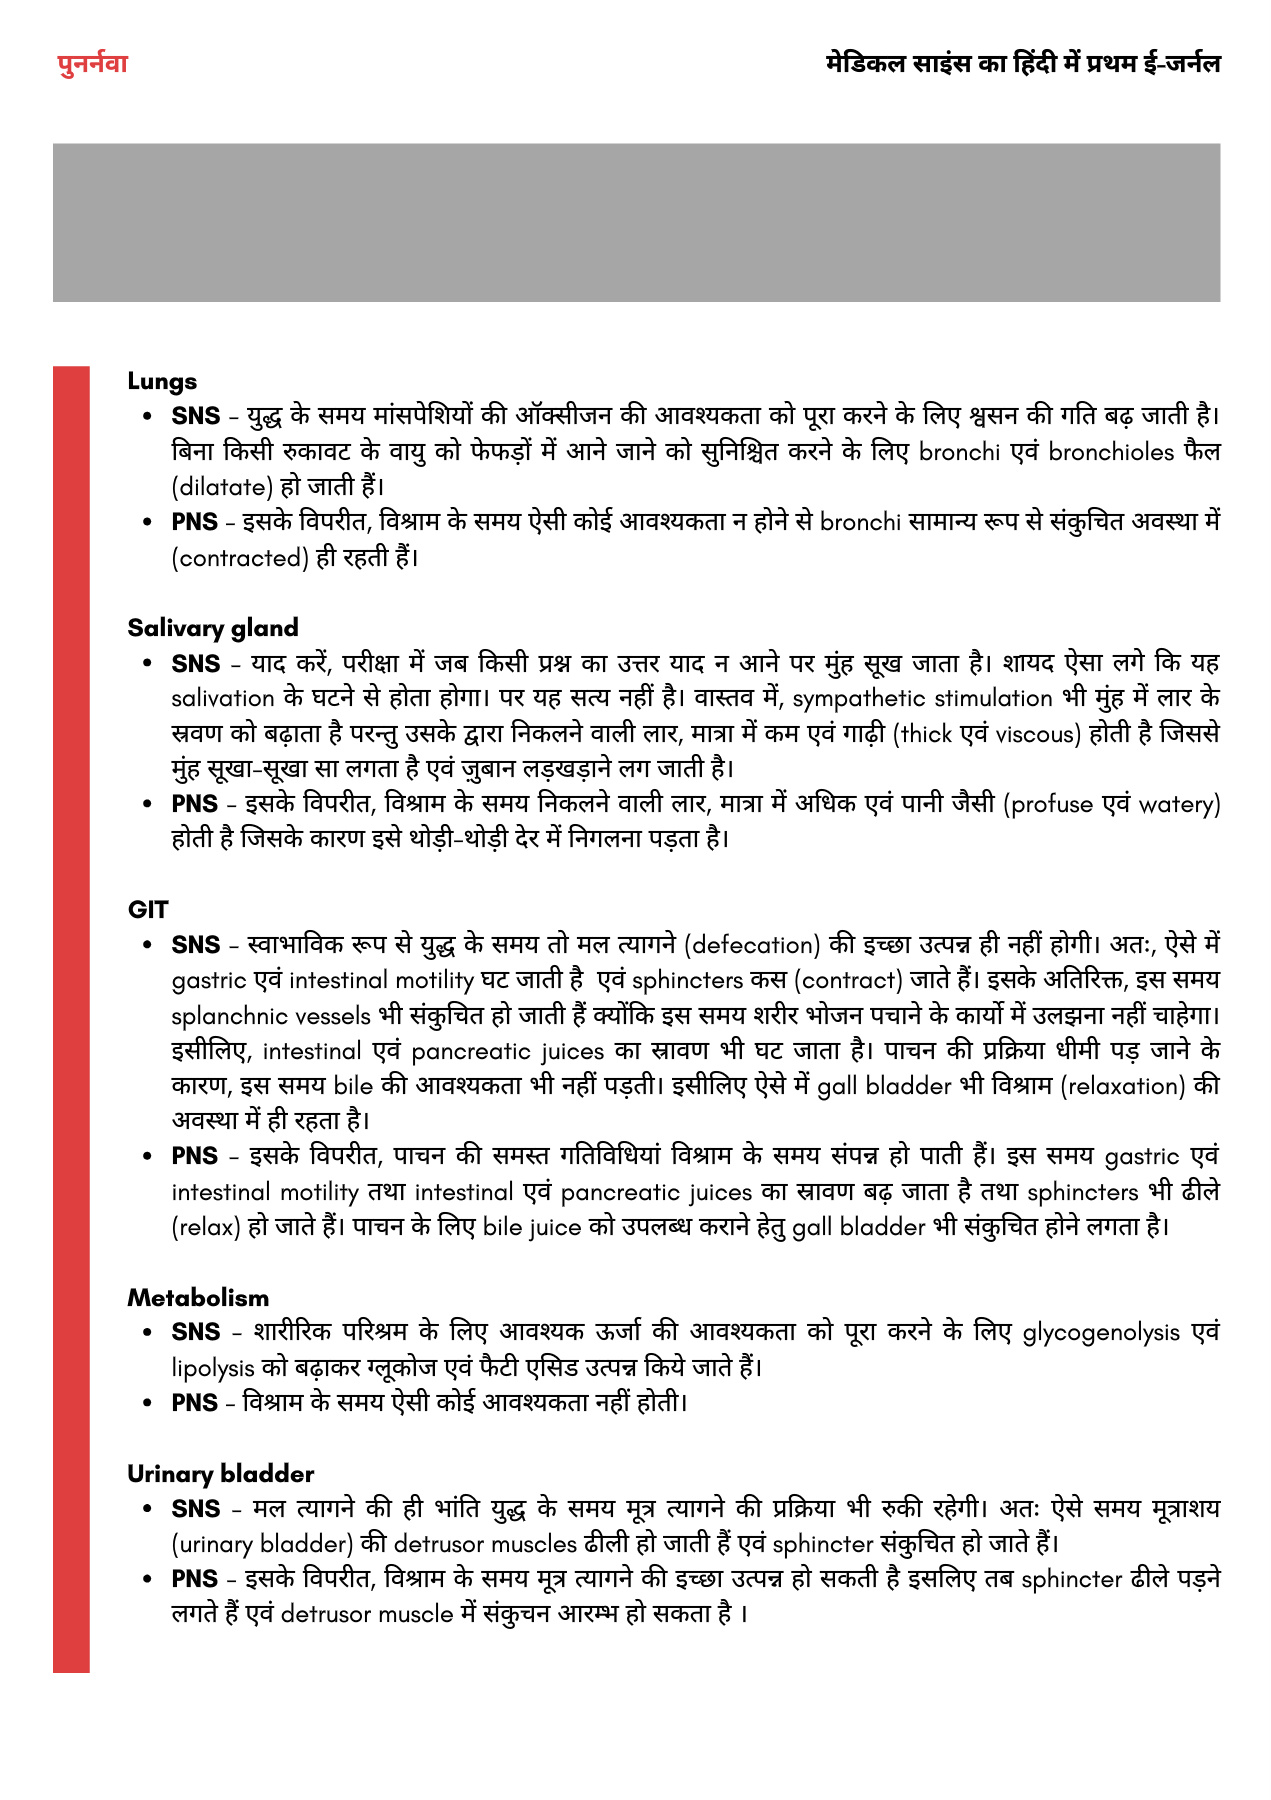 पुनर्नवा
मेडिकल साइंस का हिंदी में प्रथम ई-जर्नल
Lungs
• SNS - युद्ध के समय मांसपेशियों की ऑक्सीजन की आवश्यकता को पूरा करने के लिए श्वसन की गति बढ़ जाती है।
बिना किसी रुकावट के वायु को फेफड़ों में आने जाने को सुनिश्चित करने के लिए bronchi एवं bronchioles फैल
(dilatate) हो जाती हैं।
• PNS - इसके विपरीत, विश्राम के समय ऐसी कोई आवश्यकता न होने से bronchi सामान्य रूप से संकुचित अवस्था में
(contracted) ही रहती हैं।
Salivary gland
• SNS - याद करें, परीक्षा में जब किसी प्रश्न का उत्तर याद न आने पर मुंह सूख जाता है। शायद ऐसा लगे कि यह
salivation के घटने से होता होगा। पर यह सत्य नहीं है। वास्तव में, sympathetic stimulation भी मुंह में लार के
स्रवण को बढ़ाता है परन्तु उसके द्वारा निकलने वाली लार, मात्रा में कम एवं गाढ़ी (thick एवं viscous) होती है जिससे
मुंह सूखा-सूखा सा लगता है एवं जु़बान लड़खड़ाने लग जाती है।
• PNS - इसके विपरीत, विश्राम के समय निकलने वाली लार, मात्रा में अधिक एवं पानी जैसी (profuse एवं watery)
होती है जिसके कारण इसे थोड़ी-थोड़ी देर में निगलना पड़ता है।
GIT
• SNS - स्वाभाविक रूप से युद्ध के समय तो मल त्यागने (defecation) की इच्छा उत्पन्न ही नहीं होगी। अतः, ऐसे में
gastric एवं intestinal motility घट जाती है एवं sphincters कस (contract) जाते हैं। इसके अतिरिक्त, इस समय
splanchnic vessels भी संकुचित हो जाती हैं क्योंकि इस समय शरीर भोजन पचाने के कार्यो में उलझना नहीं चाहेगा।
इसीलिए, intestinal एवं pancreatic juices का स्रावण भी घट जाता है। पाचन की प्रक्रिया धीमी पड़ जाने के
कारण, इस समय bile की आवश्यकता भी नहीं पड़ती। इसीलिए ऐसे में gall bladder भी विश्राम (relaxation) की
अवस्था में ही रहता है।
• PNS - इसके विपरीत, पाचन की समस्त गतिविधियां विश्राम के समय संपन्न हो पाती हैं। इस समय gastric एवं
intestinal motility तथा intestinal एवं pancreatic juices का स्रावण बढ़ जाता है तथा sphincters भी ढीले
(relax) हो जाते हैं। पाचन के लिए bile juice को उपलब्ध कराने हेतु gall bladder भी संकुचित होने लगता है।
Metabolism
• SNS - शारीरिक परिश्रम के लिए आवश्यक ऊर्जा की आवश्यकता को पूरा करने के लिए glycogenolysis एवं
lipolysis को बढ़ाकर ग्लूकोज एवं फैटी एसिड उत्पन्न किये जाते हैं।
• PNS - विश्राम के समय ऐसी कोई आवश्यकता नहीं होती।
Urinary bladder
• SNS - मल त्यागने की ही भांति युद्ध के समय मूत्र त्यागने की प्रक्रिया भी रुकी रहेगी। अतः ऐसे समय मूत्राशय
(urinary bladder) की detrusor muscles ढीली हो जाती हैं एवं sphincter संकुचित हो जाते हैं।
• PNS - इसके विपरीत, विश्राम के समय मूत्र त्यागने की इच्छा उत्पन्न हो सकती है इसलिए तब sphincter ढीले पड़ने
लगते हैं एवं detrusor muscle में संकुचन आरम्भ हो सकता है ।